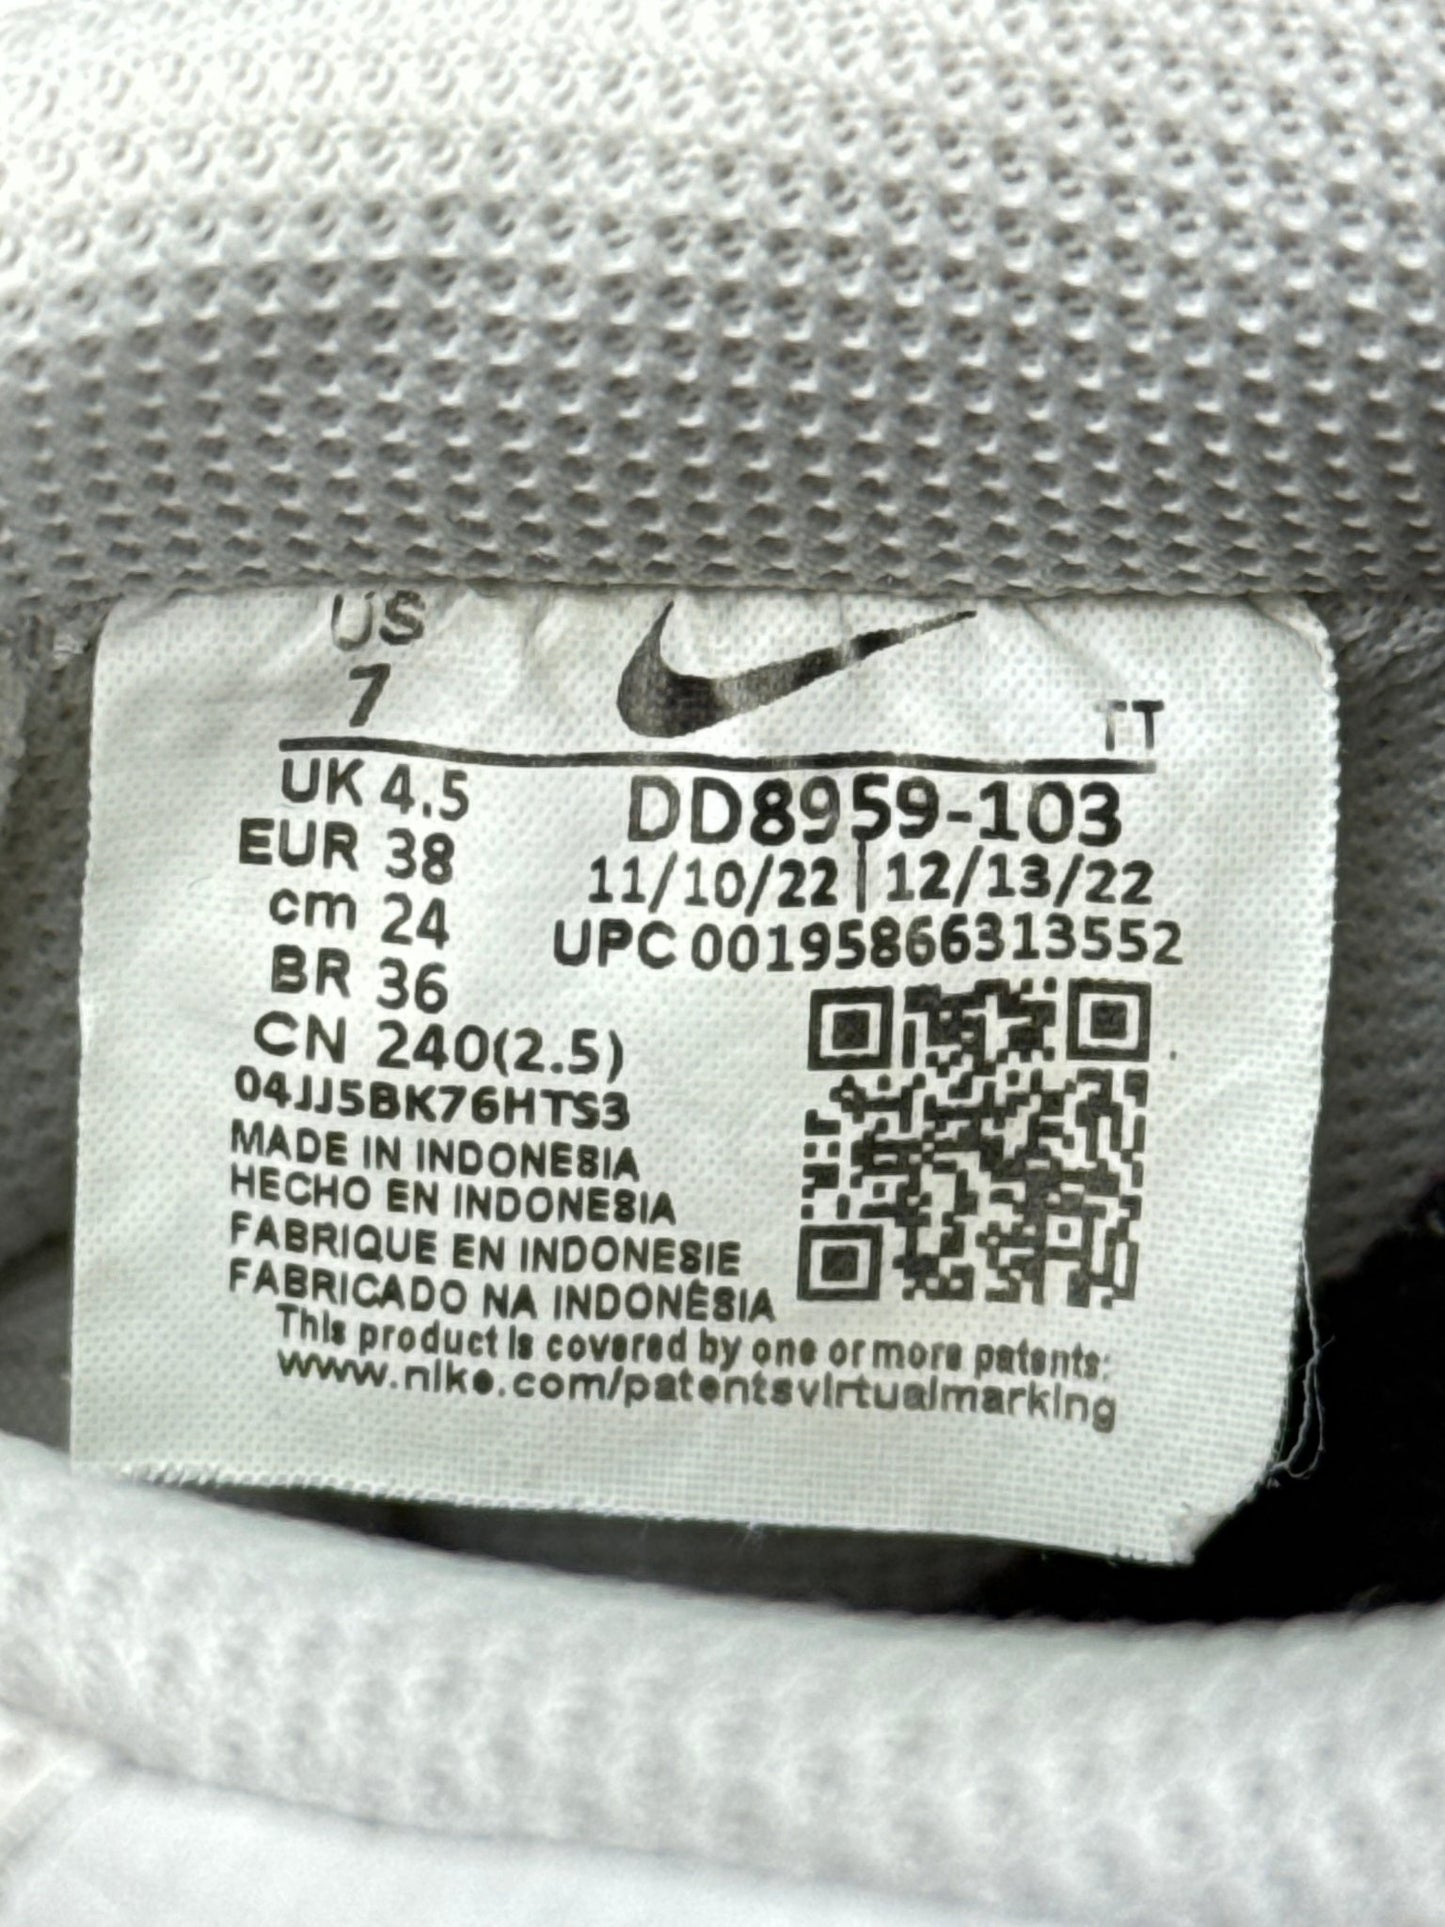 US
7
TT
UK 4.5
EUR 38
cm 24
BR 36
CN 240(2.5)
DD8959-103
11/10/22 | 12/13/22
UPC 00195866313552
04JJ5BK76HTS3
MADE IN INDONESIA
HECHO EN INDONESIA
FABRIQUE EN INDONESIE
FABRICADO NA INDONÉSIA
This product is covered by one or more patents:
www.nike.com/patentsvirtualmarking